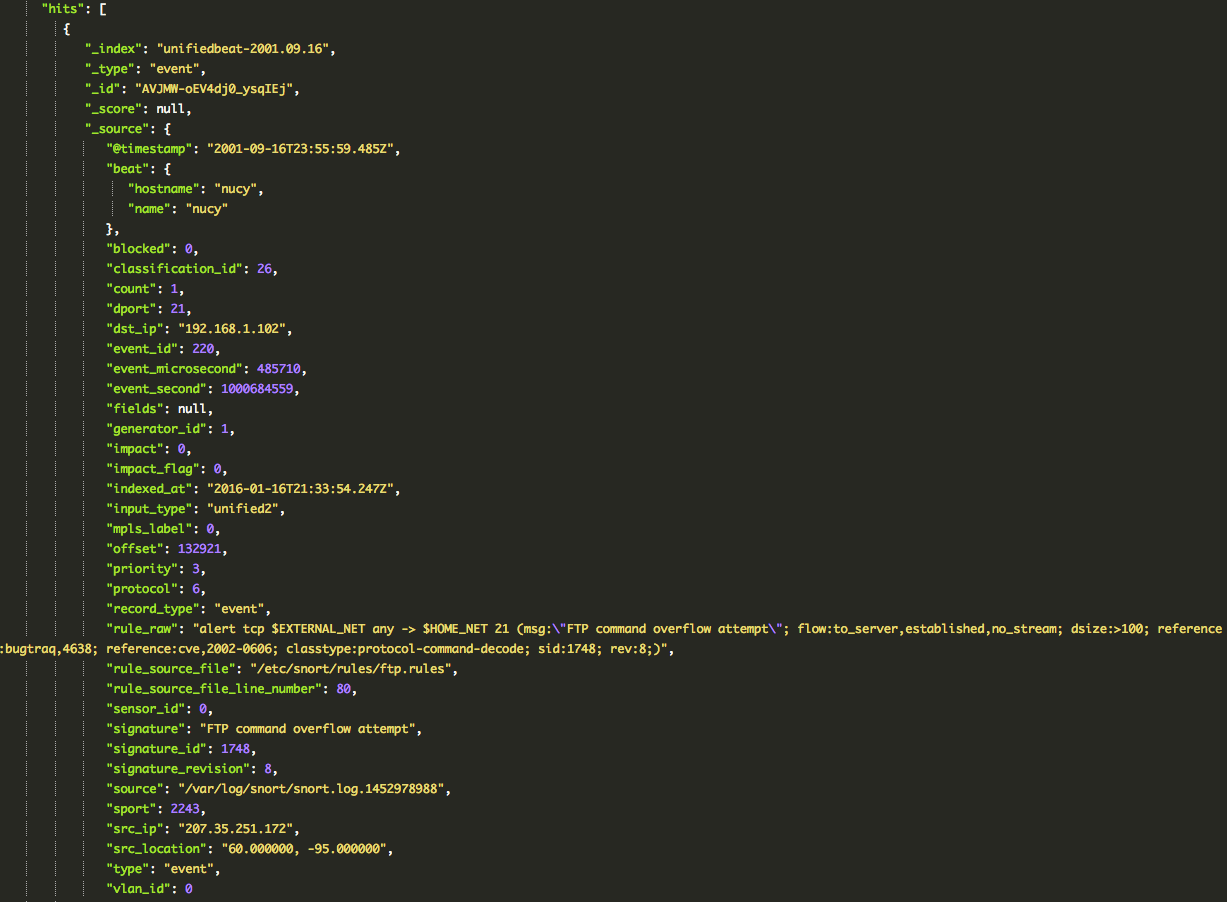 "hits": [
{
"_index": "unifiedbeat-2001.09.16",
"_type": "event",
"_id": "AVJMW-oEV4dj0_ysqIEj",
"_score": null,
"_source": {
"@timestamp": "2001-09-16T23:55:59.485Z",
"beat": {
"hostname": "nucy",
"name": "nucy"
},
"blocked": 0,
"classification_id": 26,
"count": 1,
"dport": 21,
"dst_ip": "192.168.1.102",
"event_id": 220,
"event_microsecond": 485710,
"event_second": 1000684559,
"fields": null,
"generator_id": 1,
"impact": 0,
"impact_flag": 0,
"indexed_at": "2016-01-16T21:33:54.247Z",
"input_type": "unified2",
"mpls_label": 0,
"offset": 132921,
"priority": 3,
"protocol": 6,
"record_type": "event",
"rule_raw": "alert tcp $EXTERNAL_NET any -> $HOME_NET 21 (msg:\"FTP command overflow attempt\"; flow:to_server,established,no_stream; dsize:>100; reference
:bugtraq,4638; reference:cve,2002-0606; classtype:protocol-command-decode; sid:1748; rev:8;)",
"rule_source_file": "/etc/snort/rules/ftp.rules",
"rule_source_file_line_number": 80,
"sensor_id": 0,
"signature": "FTP command overflow attempt",
"signature_id": 1748,
"signature_revision": 8,
"source": "/var/log/snort/snort.log.1452978988",
"sport": 2243,
"src_ip": "207.35.251.172",
"src_location": "60.000000, -95.000000",
"type": "event",
"vlan_id": 0